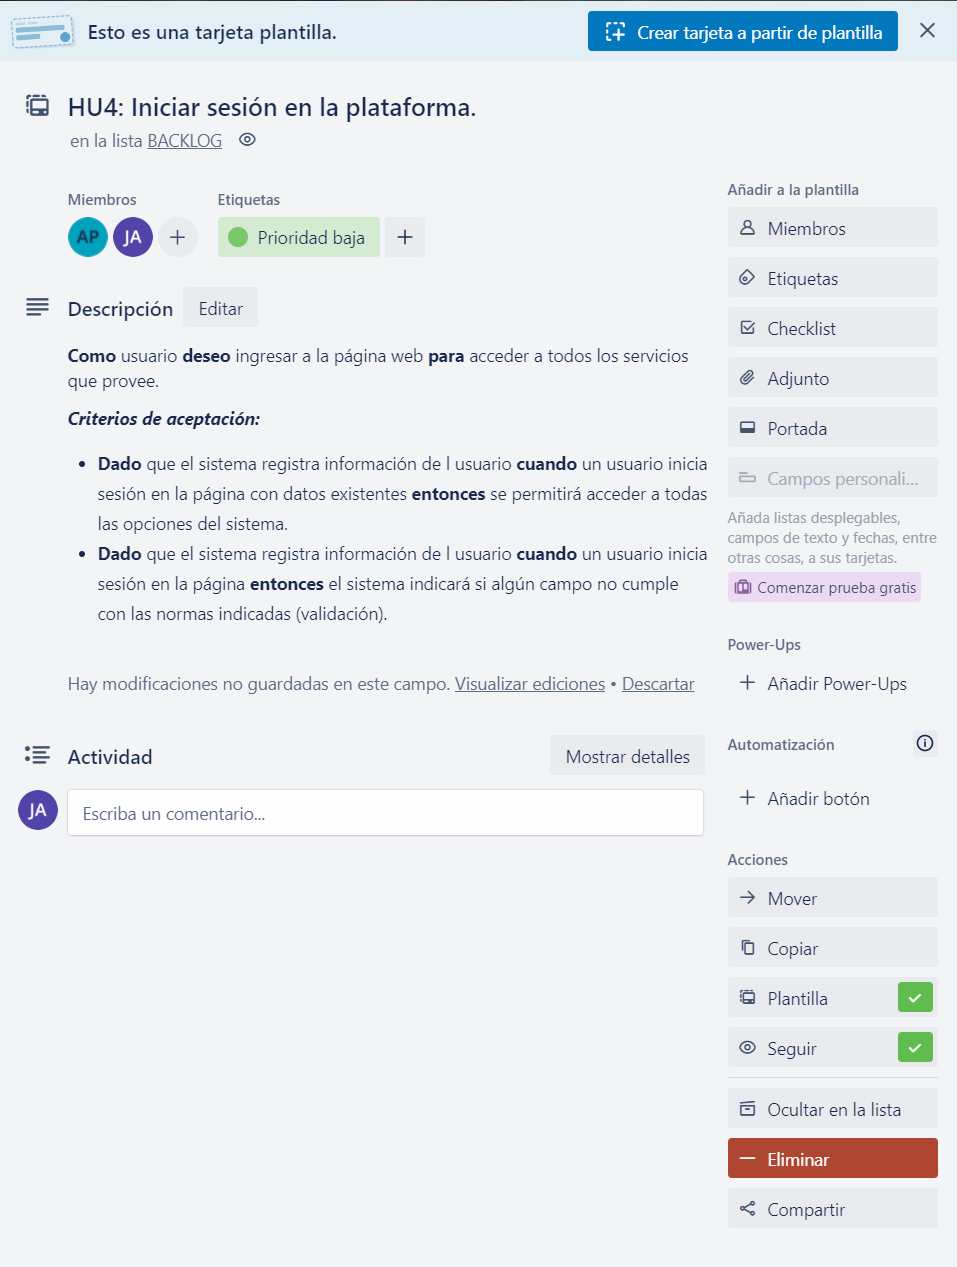 Esto es una tarjeta plantilla.
Crear tarjeta a partir de plantilla
HU4: Iniciar sesión en la plataforma.
en la lista BACKLOG
Miembros
Etiquetas
AP
JA
Prioridad baja
Descripción
Editar
Como usuario deseo ingresar a la página web para acceder a todos los servicios
que provee.
Criterios de aceptación:
• Dado que el sistema registra información de l usuario cuando un usuario inicia
sesión en la página con datos existentes entonces se permitirá acceder a todas
las opciones del sistema.
• Dado que el sistema registra información de l usuario cuando un usuario inicia
sesión en la página entonces el sistema indicará si algún campo no cumple
con las normas indicadas (validación).
Hay modificaciones no guardadas en este campo. Visualizar ediciones • Descartar
Actividad
Mostrar detalles
JA
Escriba un comentario...
Añadir a la plantilla
Miembros
Etiquetas
Checklist
Adjunto
Portada
Campos personali...
Añada listas desplegables,
campos de texto y fechas, entre
otras cosas, a sus tarjetas.
Comenzar prueba gratis
Power-Ups
+ Añadir Power-Ups
Automatización
+ Añadir botón
Acciones
Mover
Copiar
Plantilla
Seguir
Ocultar en la lista
Eliminar
Compartir